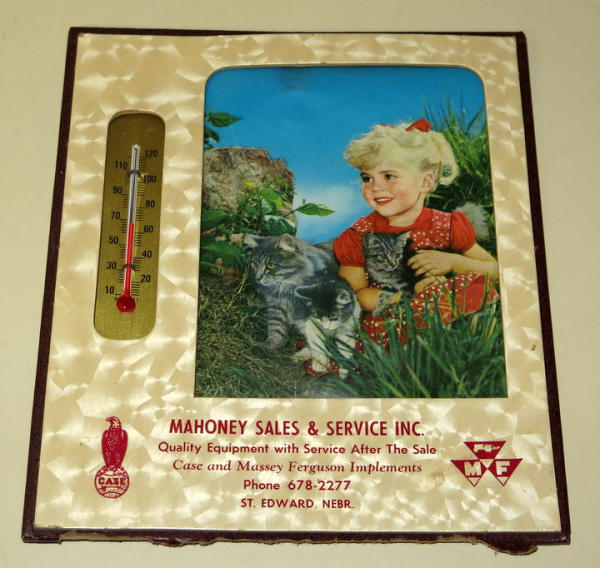 110 120
90 100
70 80
50 60
30 40
10 20
MAHONEY SALES & SERVICE INC.
Quality Equipment with Service After The Sale
Case and Massey Ferguson Implements
Phone 678-2277
ST. EDWARD, NEBR.
CASE
MF